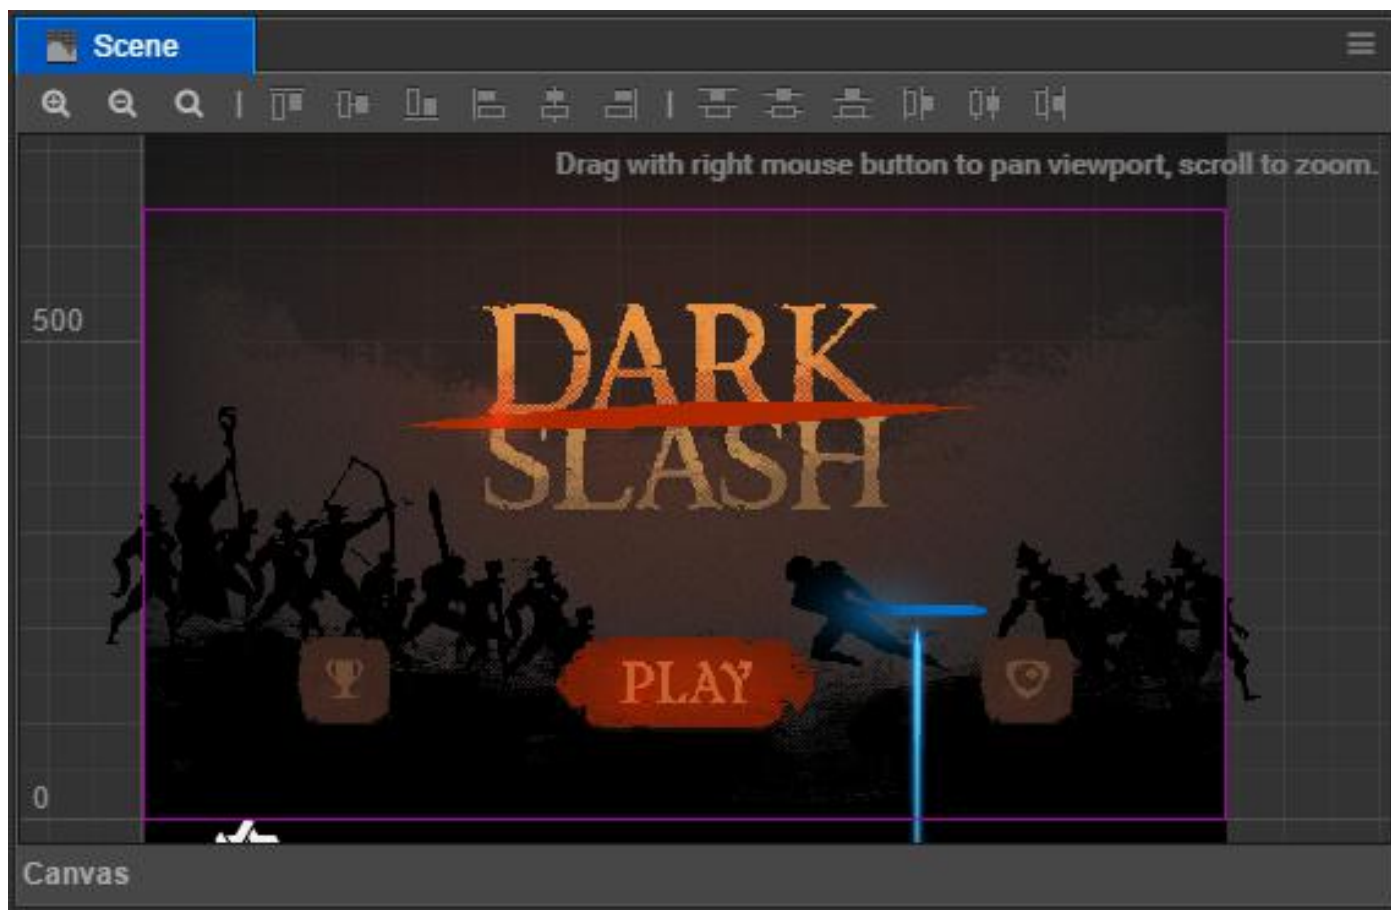 Scene
Drag with right mouse button to pan viewport, scroll to zoom.
500
DARK
SLASH
PLAY
0
Canvas